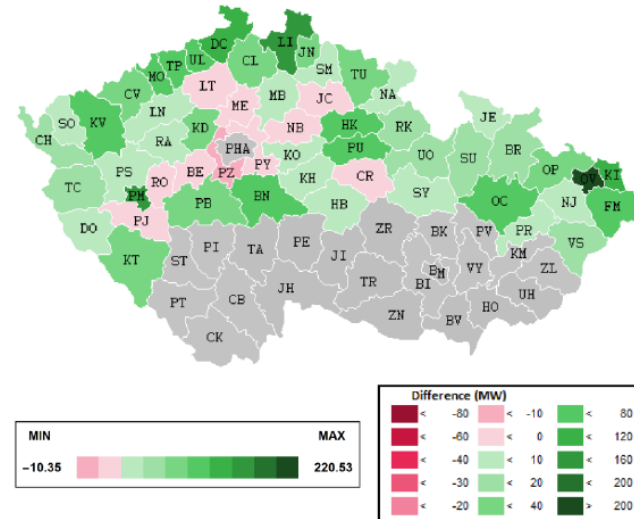 DC LI
TP UL JN
MO CL SM TU
CV LT MB NA
SO KV LN ME JC JE
CH KD NB HK RK
RA PHA PU BR
PS BE PZ PY KO UO SU OP OV KI
TC PM RO KH CR
PB BN SY OC NJ FM
DO PJ HB PR VS
KT ST PI TA PE JI ZR BK PV KM
VY ZL
PT CB JH TR BI BM UH
CK ZN BV HO
MIN MAX
–10.35 220.53
Difference (MW)
< -80 < -10 < 80
< -60 < 0 < 120
< -40 < 10 < 160
< -30 < 20 < 200
< -20 < 40 > 200